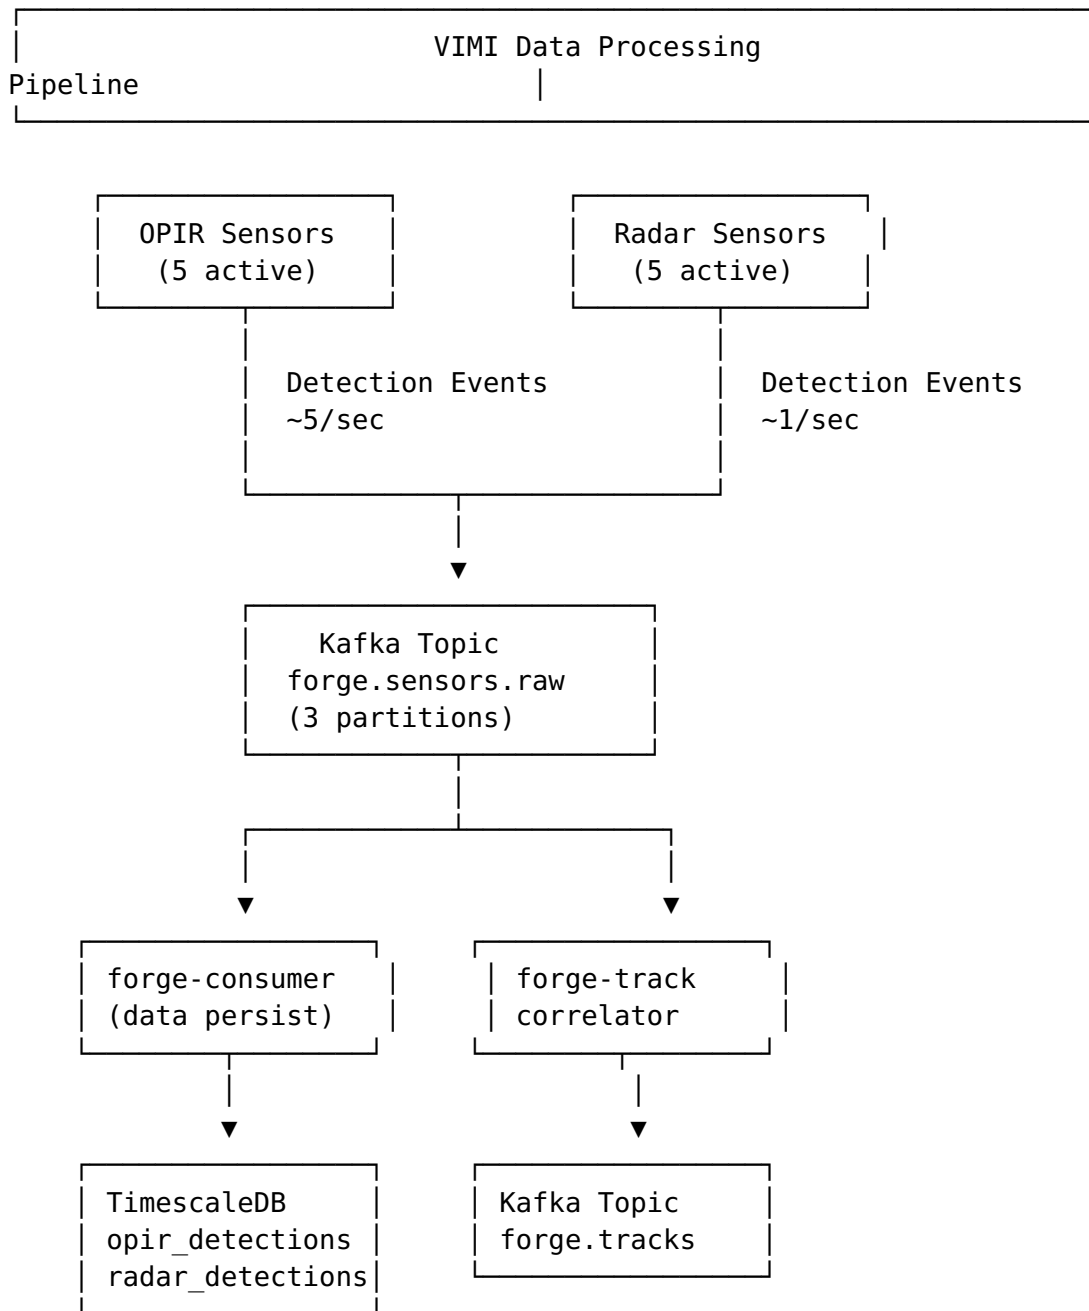 VIMI Data Processing
Pipeline
OPIR Sensors
(5 active)
Radar Sensors
(5 active)
Detection Events
~5/sec
Detection Events
~1/sec
Kafka Topic
forge.sensors.raw
(3 partitions)
forge-consumer
(data persist)
forge-track
correlator
TimescaleDB
opir_detections
radar_detections
Kafka Topic
forge.tracks